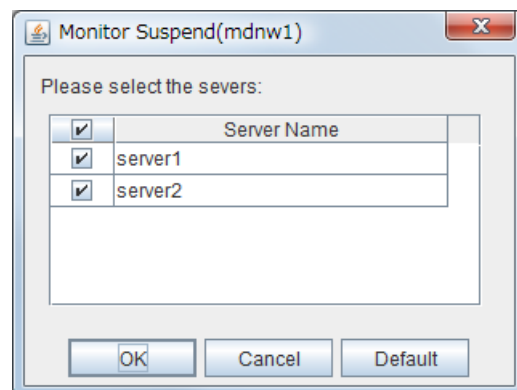 Monitor Suspend(mdnw1)
Please select the severs:
Server Name
server1
server2
OK Cancel Default